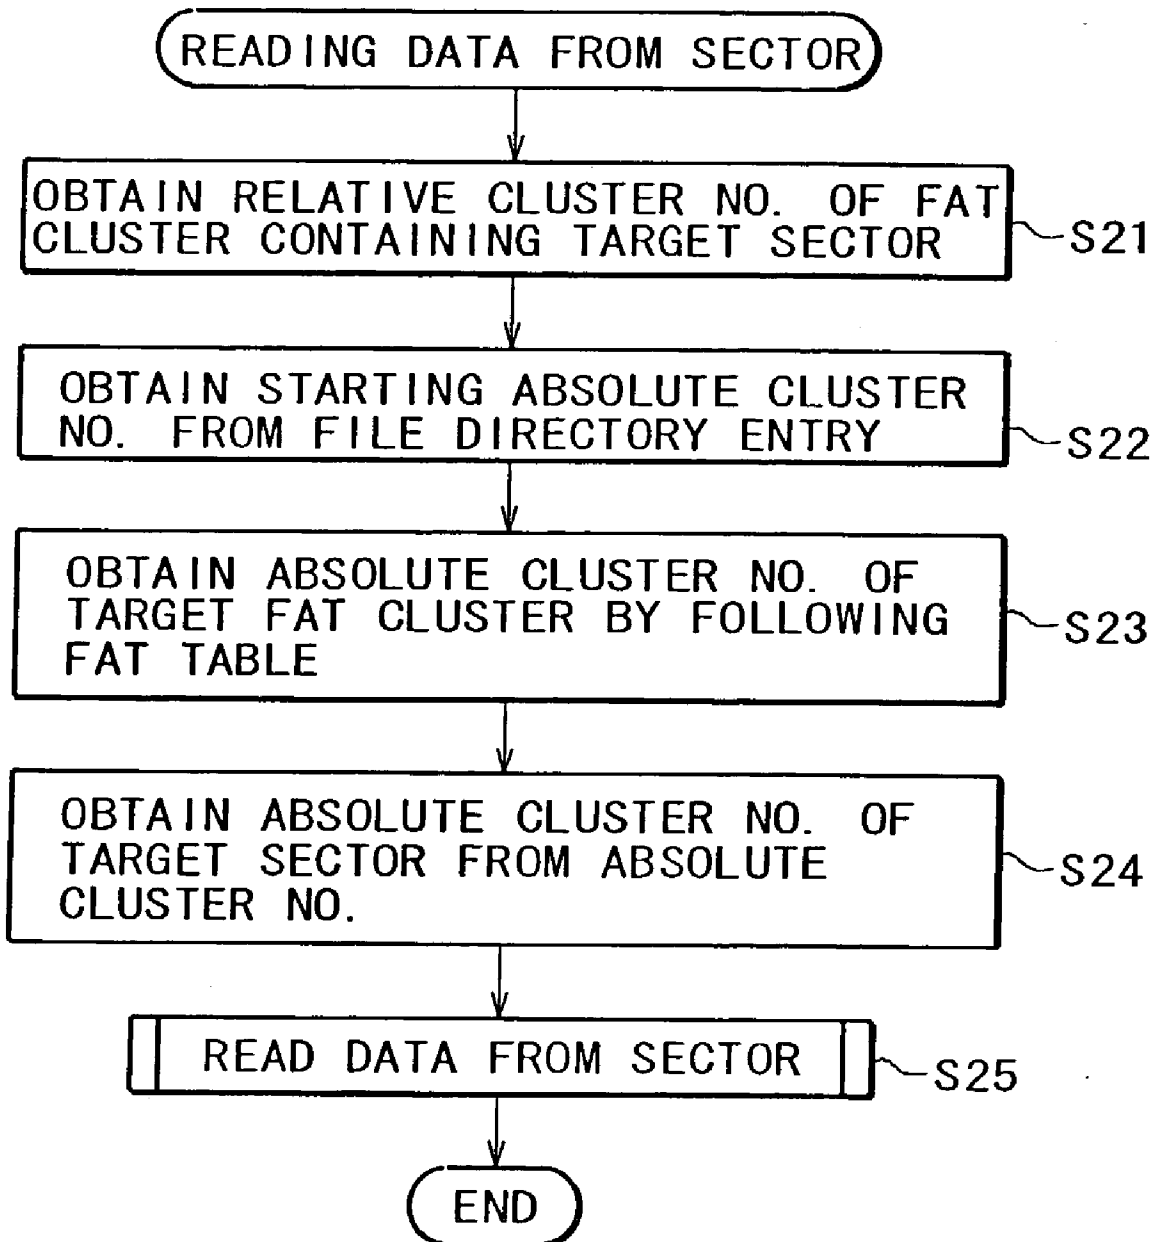 READING DATA FROM SECTOR
OBTAIN RELATIVE CLUSTER NO. OF FAT
CLUSTER CONTAINING TARGET SECTOR
S21
OBTAIN STARTING ABSOLUTE CLUSTER
NO. FROM FILE DIRECTORY ENTRY
S22
OBTAIN ABSOLUTE CLUSTER NO. OF
TARGET FAT CLUSTER BY FOLLOWING
FAT TABLE
S23
OBTAIN ABSOLUTE CLUSTER NO. OF
TARGET SECTOR FROM ABSOLUTE
CLUSTER NO.
S24
READ DATA FROM SECTOR
S25
END